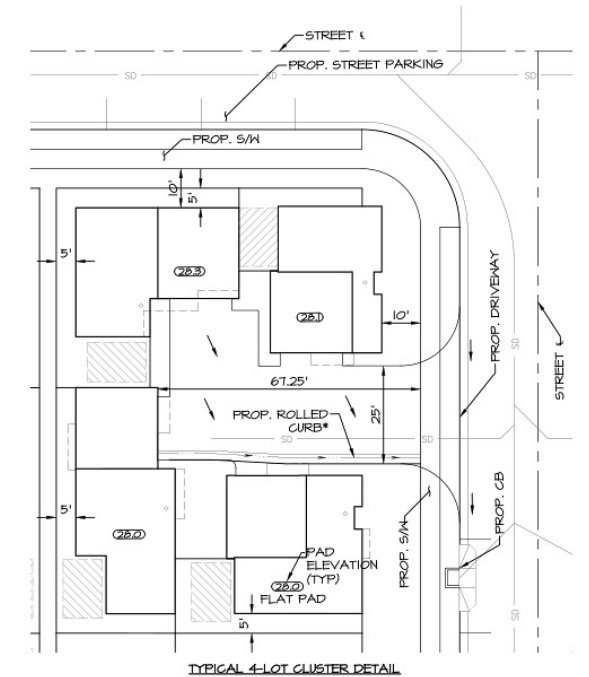 STREET ℄
PROP. STREET PARKING
SD
SD
SD
PROP. S/W
10'
5'
5'
28.3
28.1
10'
PROP. DRIVEWAY
SD
STREET ℄
67.25'
25'
PROP. ROLLED
CURB*
SD
SD
5'
28.0
PROP. S/W
PROP. CB
PAD
ELEVATION
(TYP)
28.0
FLAT PAD
5'
SD
TYPICAL 4-LOT CLUSTER DETAIL